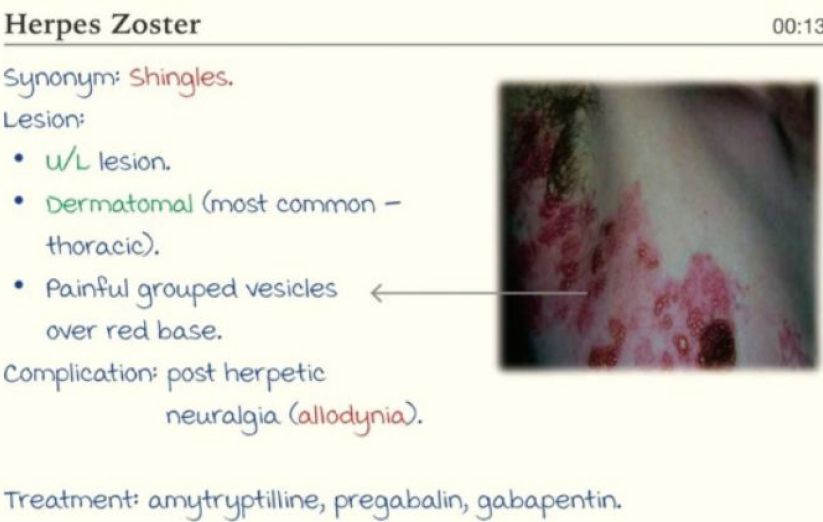 Herpes Zoster 00:13
Synonym: Shingles.
Lesion:
• U/L lesion.
• Dermatomal (most common –
thoracic).
• Painful grouped vesicles
over red base.
Complication: post herpetic
neuralgia (allodynia).
Treatment: amytryptilline, pregabalin, gabapentin.